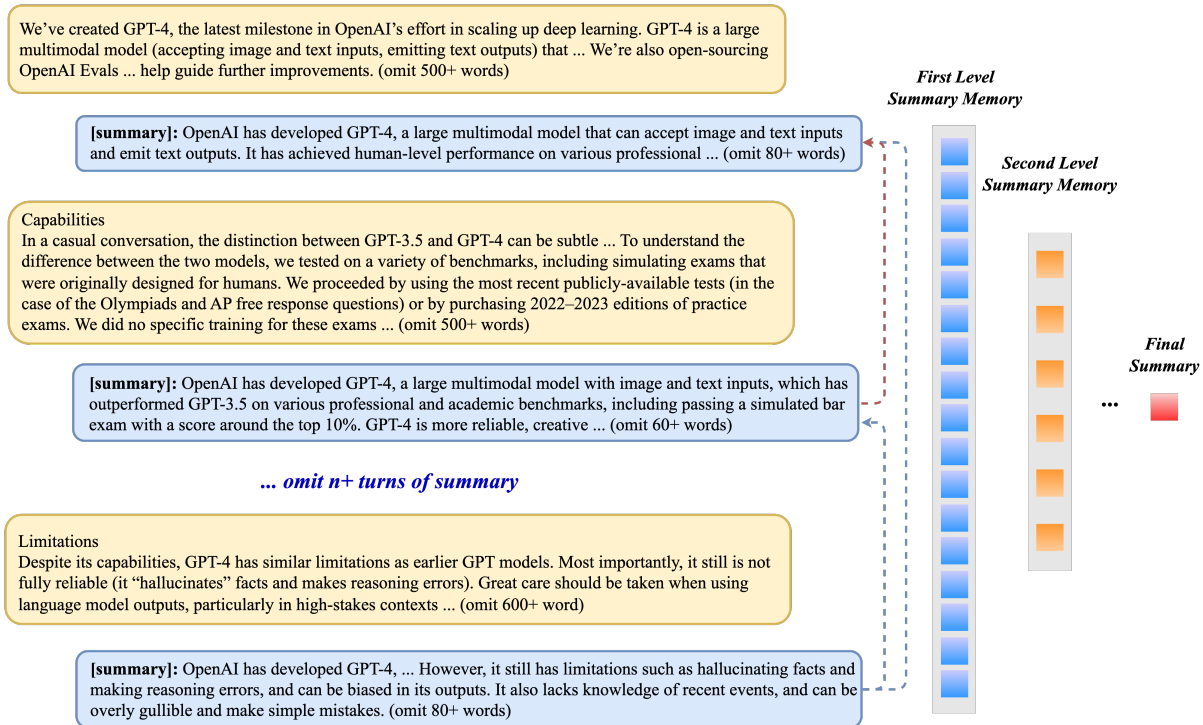 We’ve created GPT-4, the latest milestone in OpenAI’s effort in scaling up deep learning. GPT-4 is a large
multimodal model (accepting image and text inputs, emitting text outputs) that ... We’re also open-sourcing
OpenAI Evals ... help guide further improvements. (omit 500+ words)
[summary]: OpenAI has developed GPT-4, a large multimodal model that can accept image and text inputs
and emit text outputs. It has achieved human-level performance on various professional ... (omit 80+ words)
Capabilities
In a casual conversation, the distinction between GPT-3.5 and GPT-4 can be subtle ... To understand the
difference between the two models, we tested on a variety of benchmarks, including simulating exams that
were originally designed for humans. We proceeded by using the most recent publicly-available tests (in the
case of the Olympiads and AP free response questions) or by purchasing 2022–2023 editions of practice
exams. We did no specific training for these exams ... (omit 500+ words)
[summary]: OpenAI has developed GPT-4, a large multimodal model with image and text inputs, which has
outperformed GPT-3.5 on various professional and academic benchmarks, including passing a simulated bar
exam with a score around the top 10%. GPT-4 is more reliable, creative ... (omit 60+ words)
... omit n+ turns of summary
Limitations
Despite its capabilities, GPT-4 has similar limitations as earlier GPT models. Most importantly, it still is not
fully reliable (it “hallucinates” facts and makes reasoning errors). Great care should be taken when using
language model outputs, particularly in high-stakes contexts ... (omit 600+ word)
[summary]: OpenAI has developed GPT-4, ... However, it still has limitations such as hallucinating facts and
making reasoning errors, and can be biased in its outputs. It also lacks knowledge of recent events, and can be
overly gullible and make simple mistakes. (omit 80+ words)
First Level
Summary Memory
Second Level
Summary Memory
...
Final
Summary